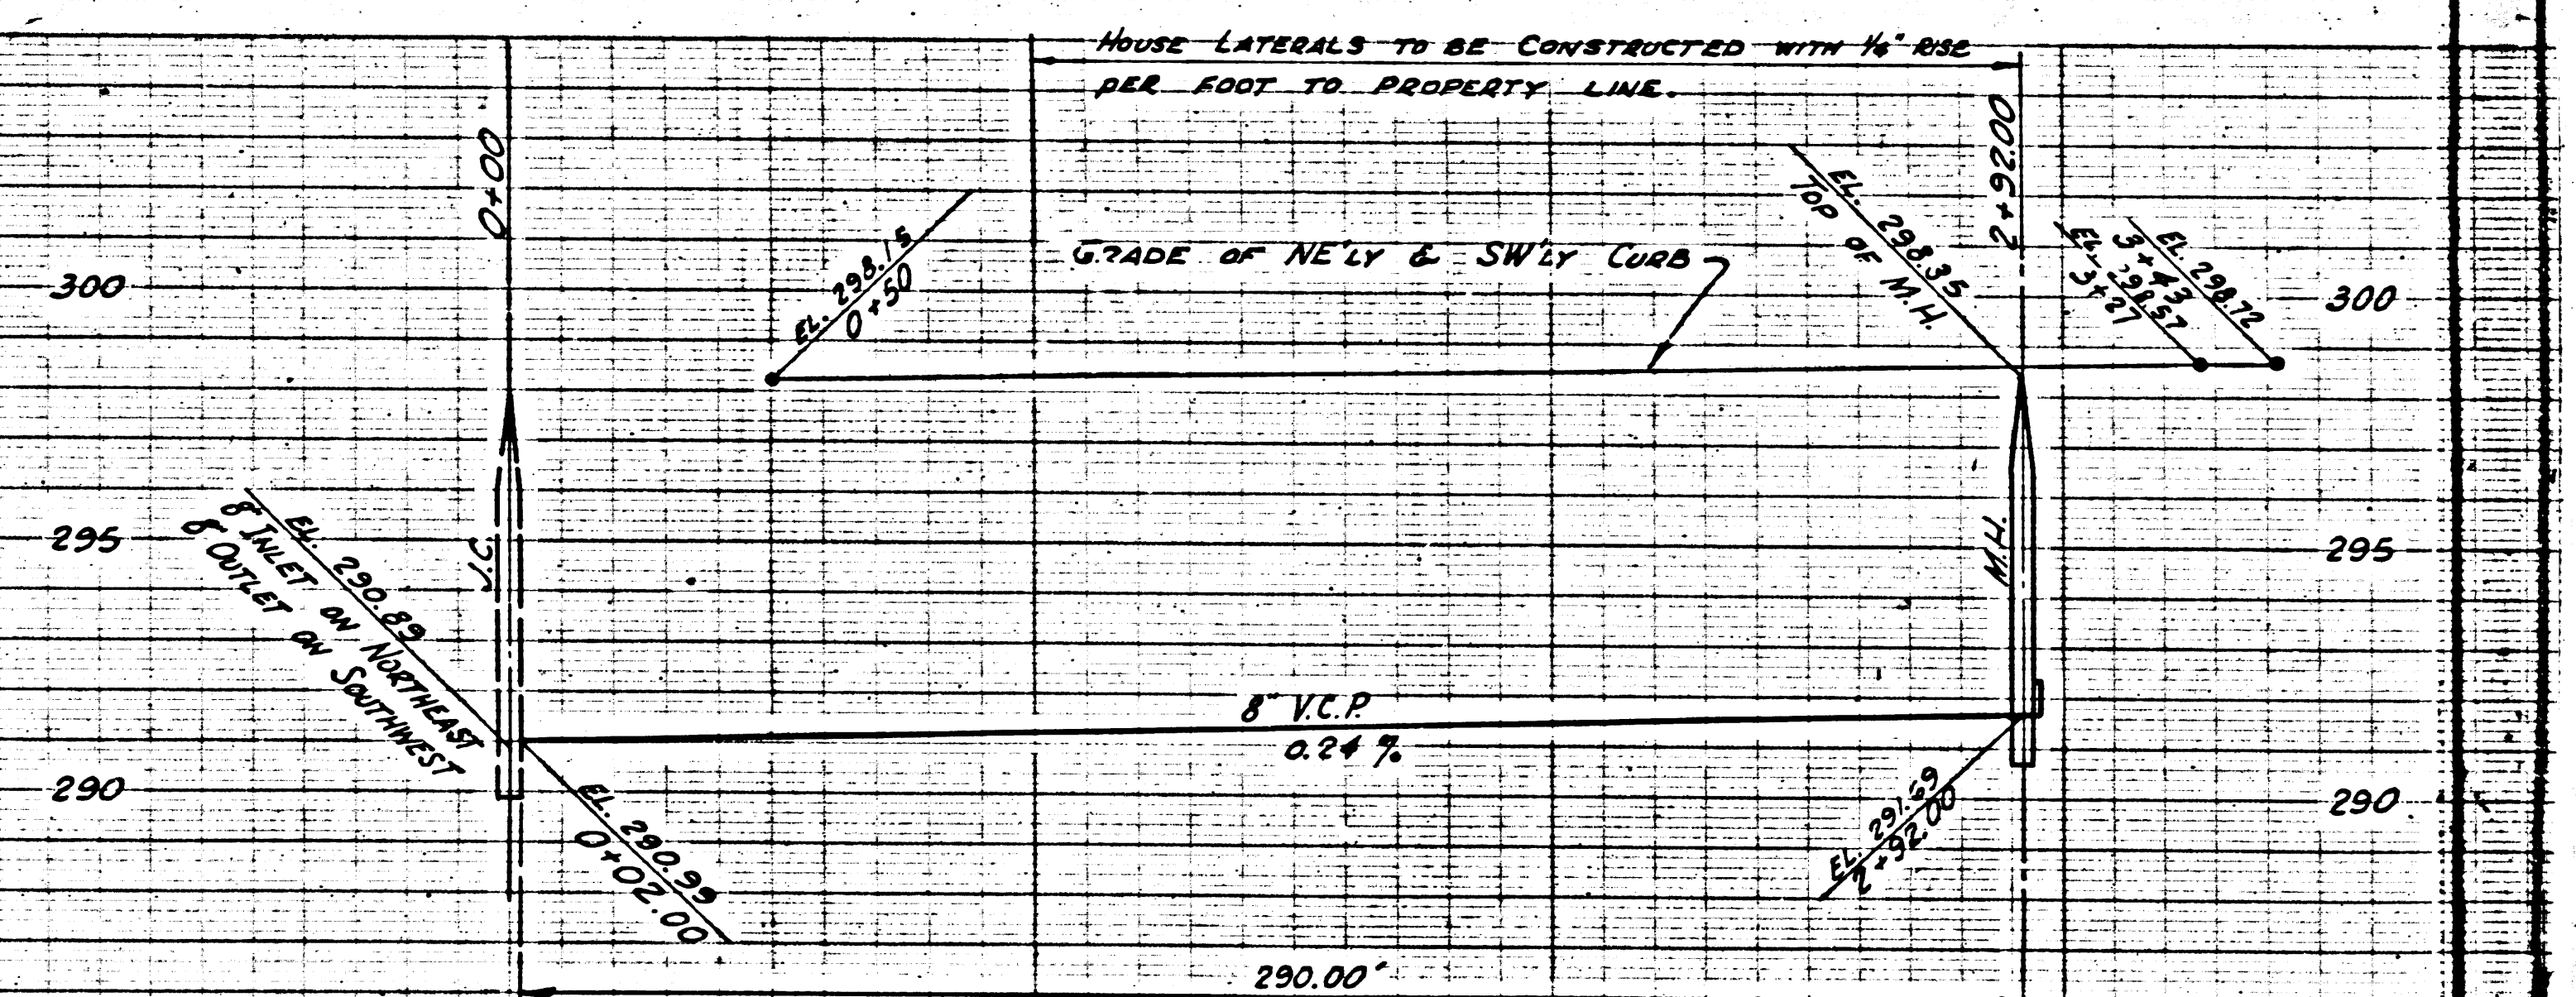 HOUSE LATERALS TO BE CONSTRUCTED WITH 1/8" RISE
PER FOOT TO PROPERTY LINE.
0+00
2+92.00
EL. 298.15
0+50
GRADE OF NE'LY & SW'LY CURB
EL. 298.35
TOP OF M.H.
EL. 298.72
3+43
EL. 298.57
3+27
300
300
295
295
J.C.
M.H.
EL. 290.89
8" INLET ON NORTHEAST
8" OUTLET ON SOUTHWEST
8" V.C.P.
0.24 %
290
290
EL. 290.99
0+02.00
EL. 291.69
2+92.00
290.00'